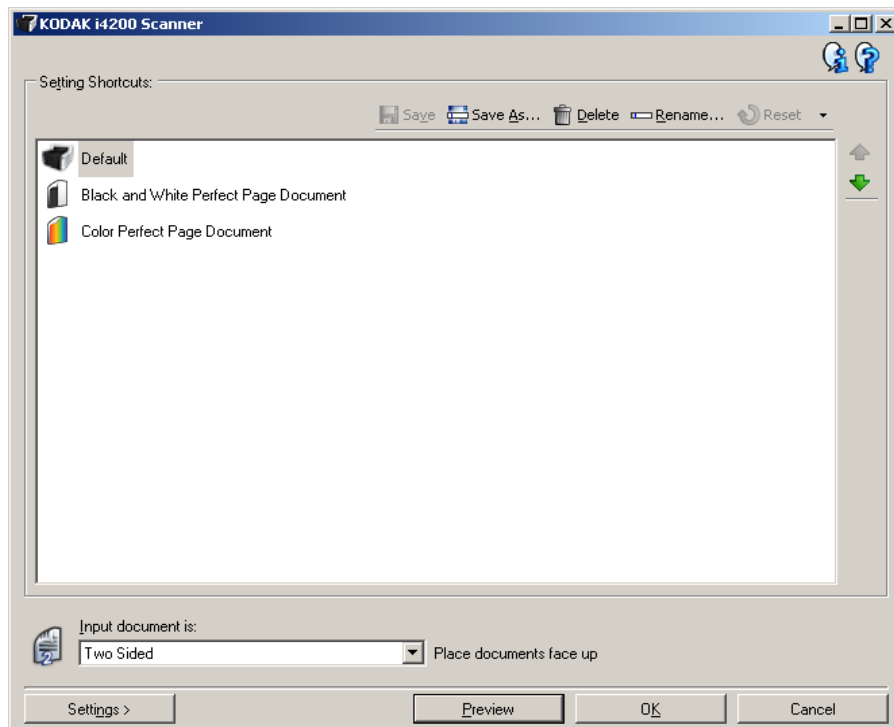 KODAK i4200 Scanner
Setting Shortcuts:
Save Save As... Delete Rename... Reset
Default
Black and White Perfect Page Document
Color Perfect Page Document
Input document is:
2
Two Sided Place documents face up
Settings > Preview OK Cancel